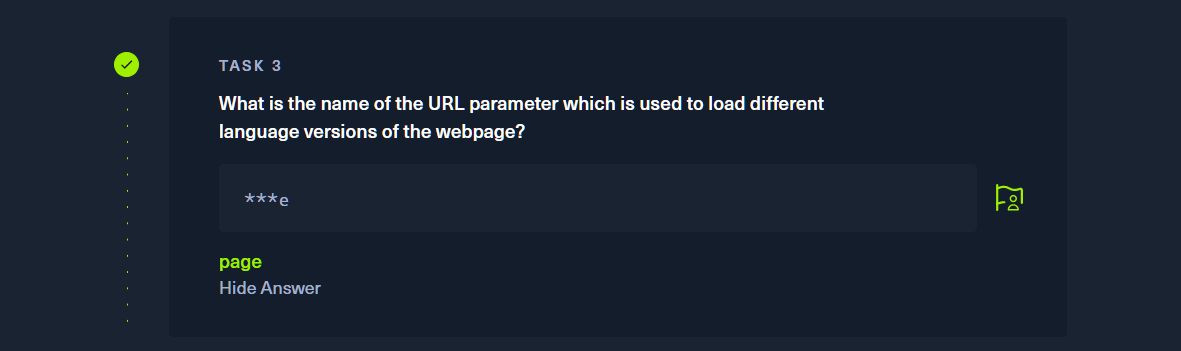 TASK 3
What is the name of the URL parameter which is used to load different
language versions of the webpage?
***e
page
Hide Answer